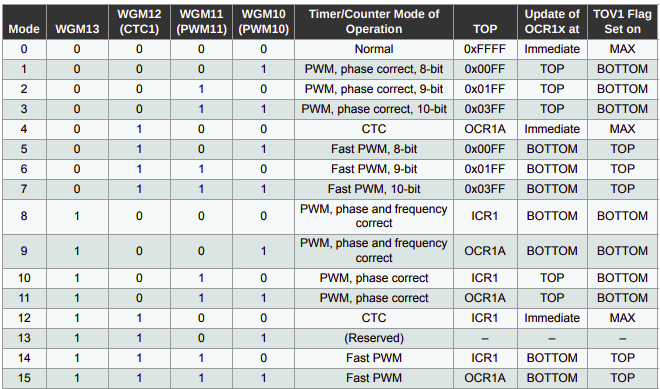 Mode WGM13 WGM12 (CTC1) WGM11 (PWM11) WGM10 (PWM10) Timer/Counter Mode of Operation TOP Update of OCR1x at TOV1 Flag Set on
0 0 0 0 0 Normal 0xFFFF Immediate MAX
1 0 0 0 1 PWM, phase correct, 8-bit 0x00FF TOP BOTTOM
2 0 0 1 0 PWM, phase correct, 9-bit 0x01FF TOP BOTTOM
3 0 0 1 1 PWM, phase correct, 10-bit 0x03FF TOP BOTTOM
4 0 1 0 0 CTC OCR1A Immediate MAX
5 0 1 0 1 Fast PWM, 8-bit 0x00FF BOTTOM TOP
6 0 1 1 0 Fast PWM, 9-bit 0x01FF BOTTOM TOP
7 0 1 1 1 Fast PWM, 10-bit 0x03FF BOTTOM TOP
8 1 0 0 0 PWM, phase and frequency correct ICR1 BOTTOM BOTTOM
9 1 0 0 1 PWM, phase and frequency correct OCR1A BOTTOM BOTTOM
10 1 0 1 0 PWM, phase correct ICR1 TOP BOTTOM
11 1 0 1 1 PWM, phase correct OCR1A TOP BOTTOM
12 1 1 0 0 CTC ICR1 Immediate MAX
13 1 1 0 1 (Reserved) – – –
14 1 1 1 0 Fast PWM ICR1 BOTTOM TOP
15 1 1 1 1 Fast PWM OCR1A BOTTOM TOP